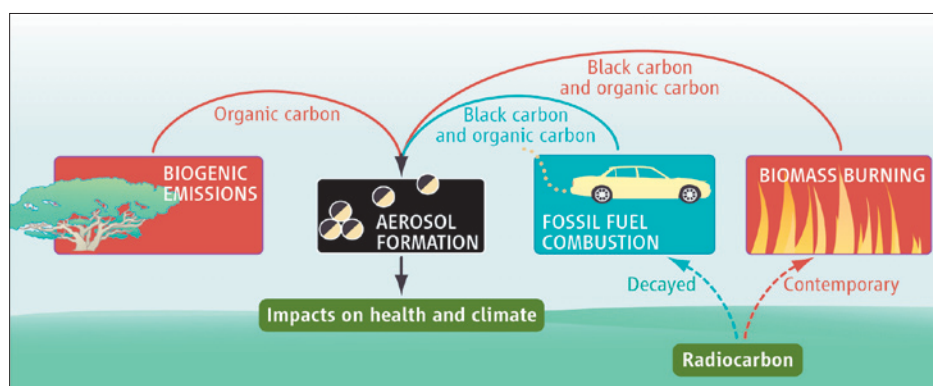 Black carbon
and organic carbon
Organic carbon
Black carbon
and organic carbon
BIOGENIC
EMISSIONS
AEROSOL
FORMATION
FOSSIL FUEL
COMBUSTION
BIOMASS BURNING
Decayed
Contemporary
Impacts on health and climate
Radiocarbon